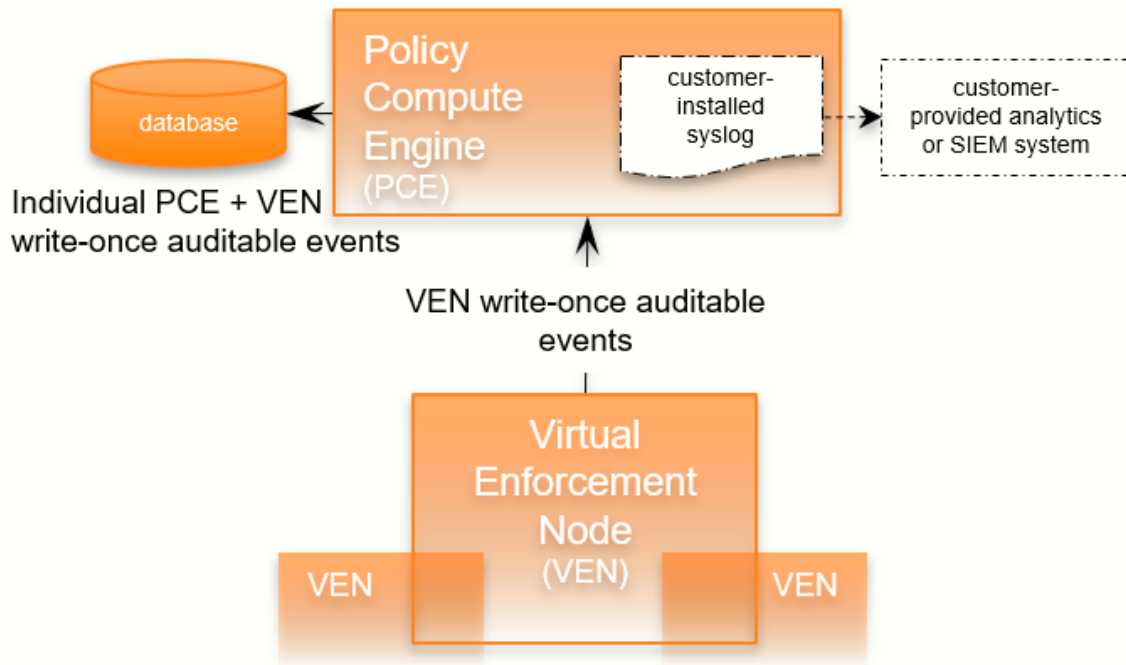 Policy
Compute
Engine
(PCE)
customer-
installed
syslog
customer-
provided analytics
or SIEM system
database
Individual PCE + VEN
write-once auditable events
VEN write-once auditable
events
Virtual
Enforcement
Node
(VEN)
VEN
VEN